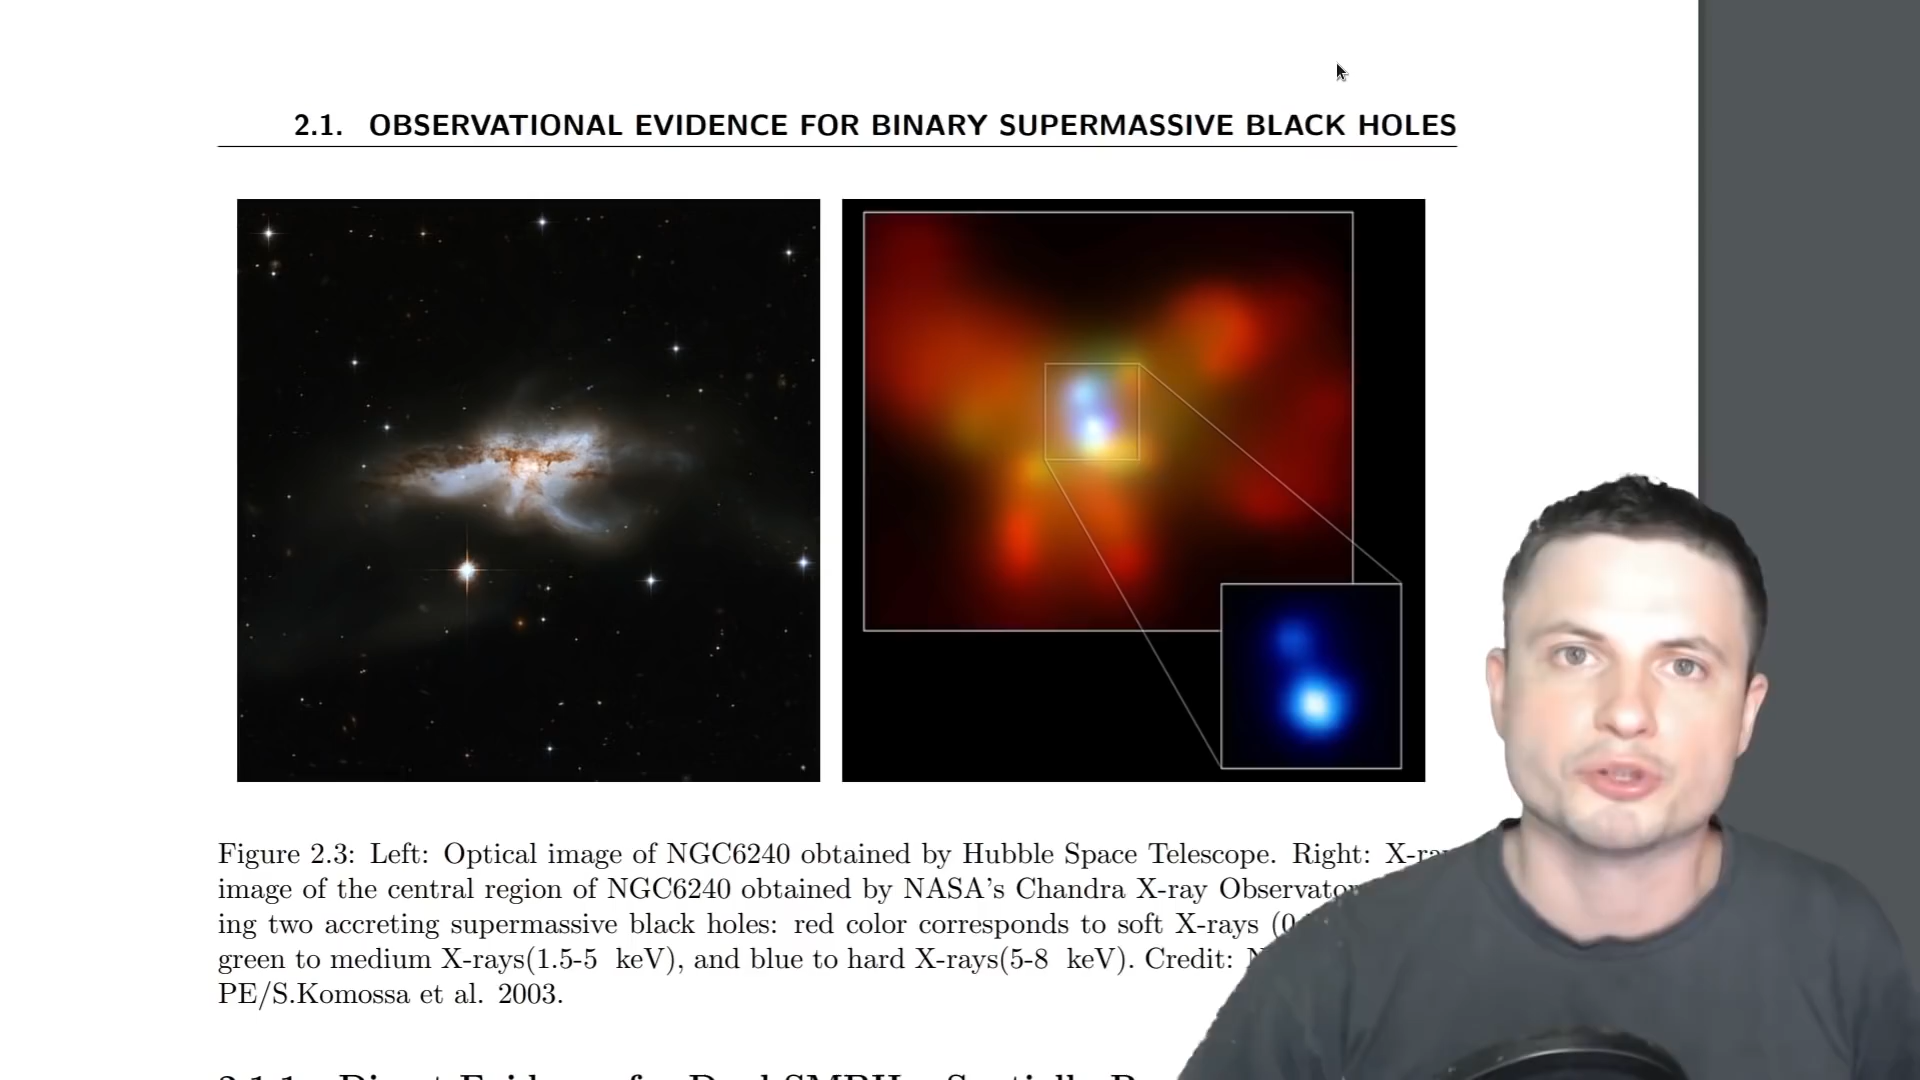 2.1. OBSERVATIONAL EVIDENCE FOR BINARY SUPERMASSIVE BLACK HOLES
Figure 2.3: Left: Optical image of NGC6240 obtained by Hubble Space Telescope. Right:
image of the central region of NGC6240 obtained by NASA's Chandra X-ray
ing two accreting supermassive black holes: red color corresponds to soft X-rays
green to medium X-rays(1.5-5 keV), and blue to hard X-rays(5-8 keV). Credit:
PE/S.Komossa et al. 2003.